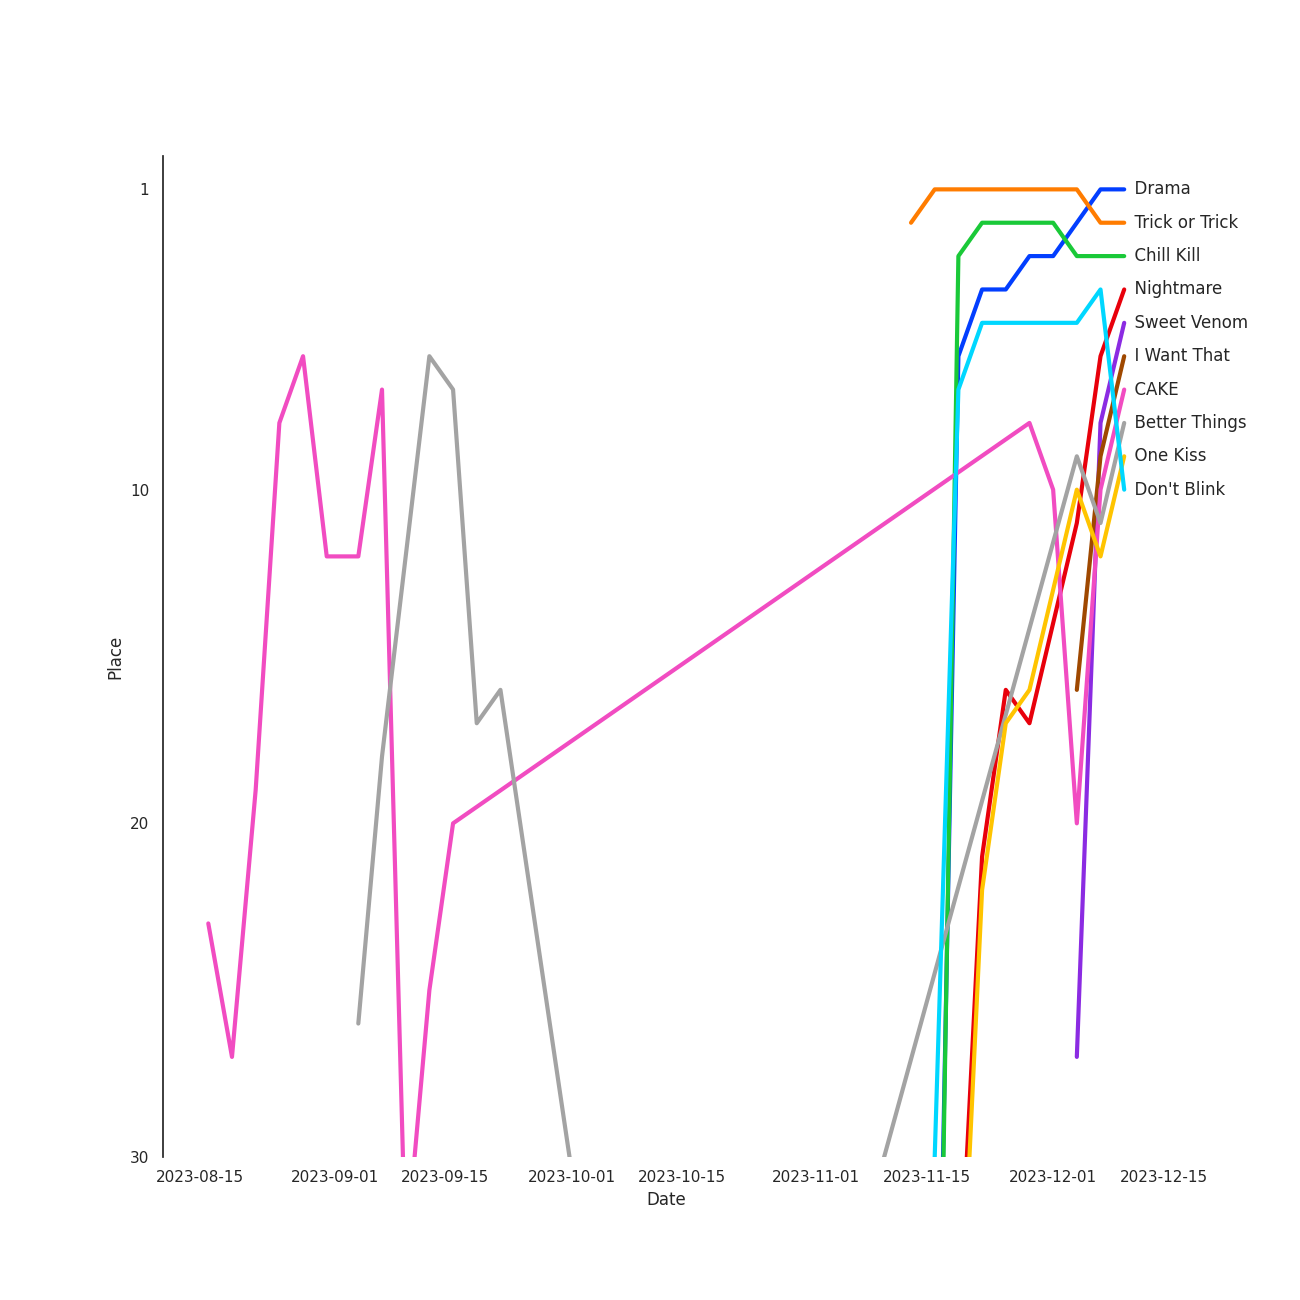 1
10
20
30
Place
2023-08-15
2023-09-01
2023-09-15
2023-10-01
2023-10-15
2023-11-01
2023-11-15
2023-12-01
2023-12-15
Date
Drama
Trick or Trick
Chill Kill
Nightmare
Sweet Venom
I Want That
CAKE
Better Things
One Kiss
Don't Blink